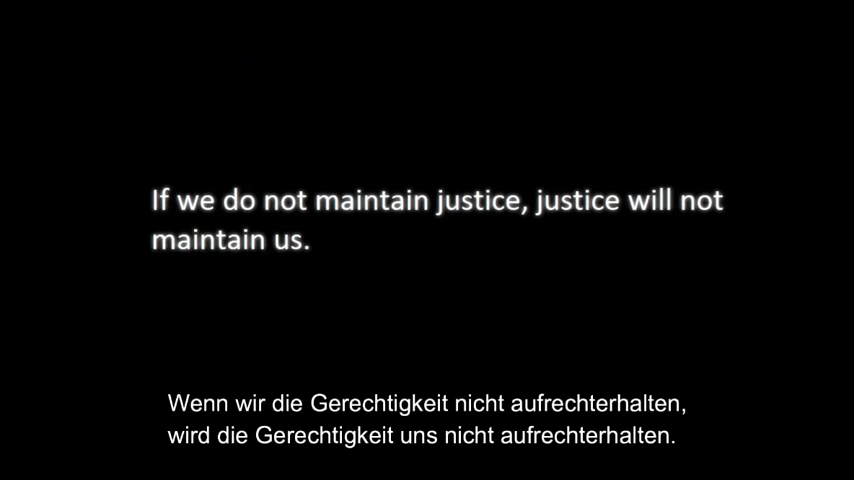 If we do not maintain justice, justice will not
maintain us.
Wenn wir die Gerechtigkeit nicht aufrechterhalten,
wird die Gerechtigkeit uns nicht aufrechterhalten.